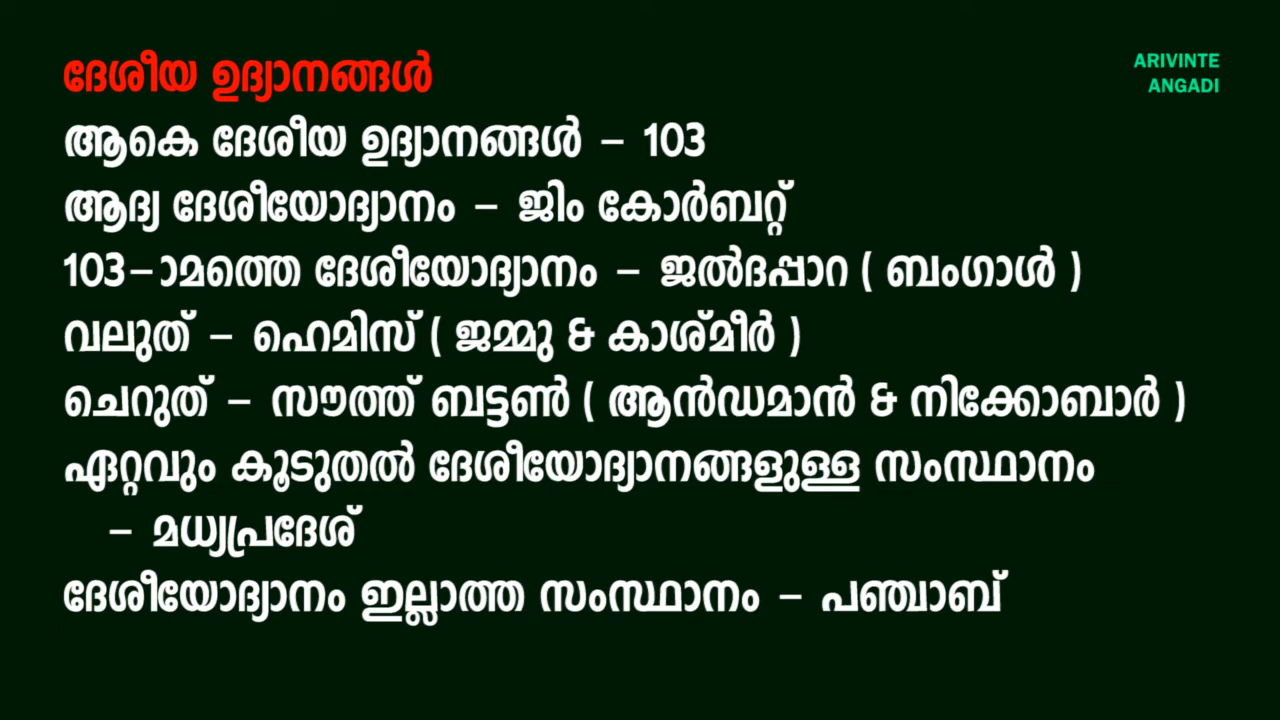 ദേശീയ ഉദ്യാനങ്ങൾ
ARIVINTE
ANGADI
ആകെ ദേശീയ ഉദ്യാനങ്ങൾ - 103
ആദ്യ ദേശീയോദ്യാനം - ജിം കോർബറ്റ്
103-ാമത്തെ ദേശീയോദ്യാനം - ജൽദപ്പാറ ( ബംഗാൾ )
വലുത് - ഹെമിസ് ( ജമ്മു & കാശ്മീർ )
ചെറുത് - സൗത്ത് ബട്ടൺ ( ആൻഡമാൻ & നിക്കോബാർ )
ഏറ്റവും കൂടുതൽ ദേശീയോദ്യാനങ്ങളുള്ള സംസ്ഥാനം
- മധ്യപ്രദേശ്
ദേശീയോദ്യാനം ഇല്ലാത്ത സംസ്ഥാനം - പഞ്ചാബ്